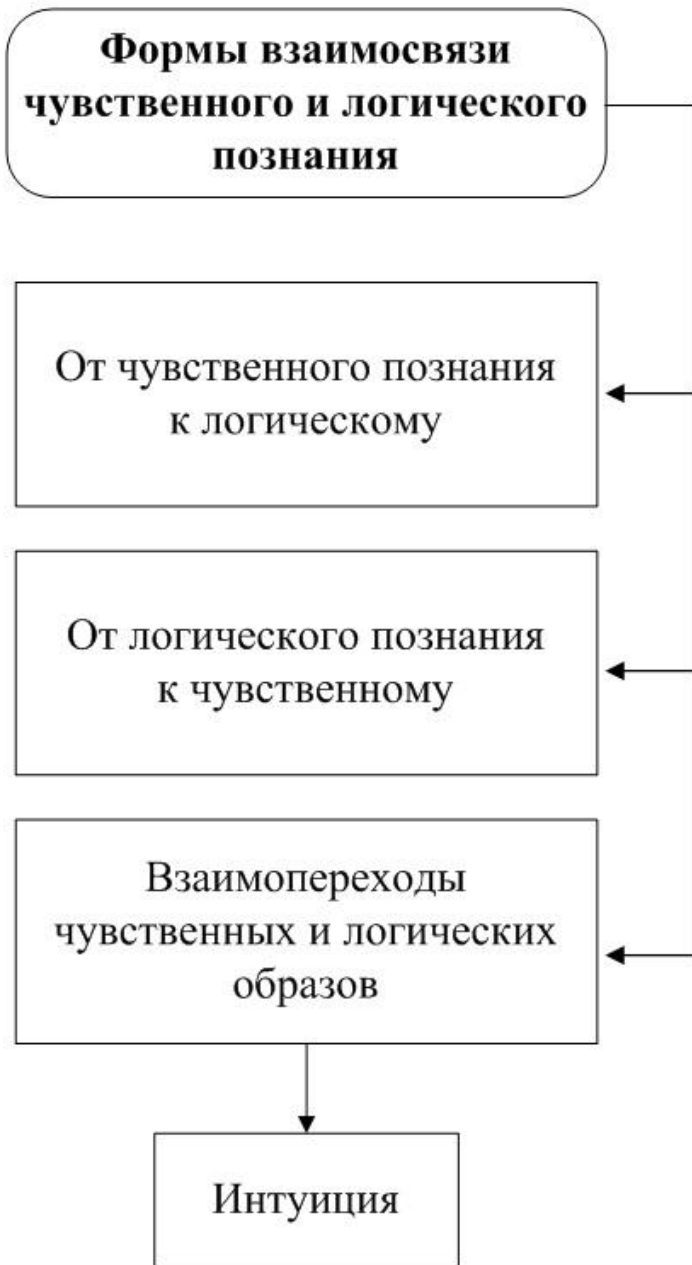 Формы взаимосвязи
чувственного и логического
познания
От чувственного познания
к логическому
От логического познания
к чувственному
Взаимопереходы
чувственных и логических
образов
Интуиция